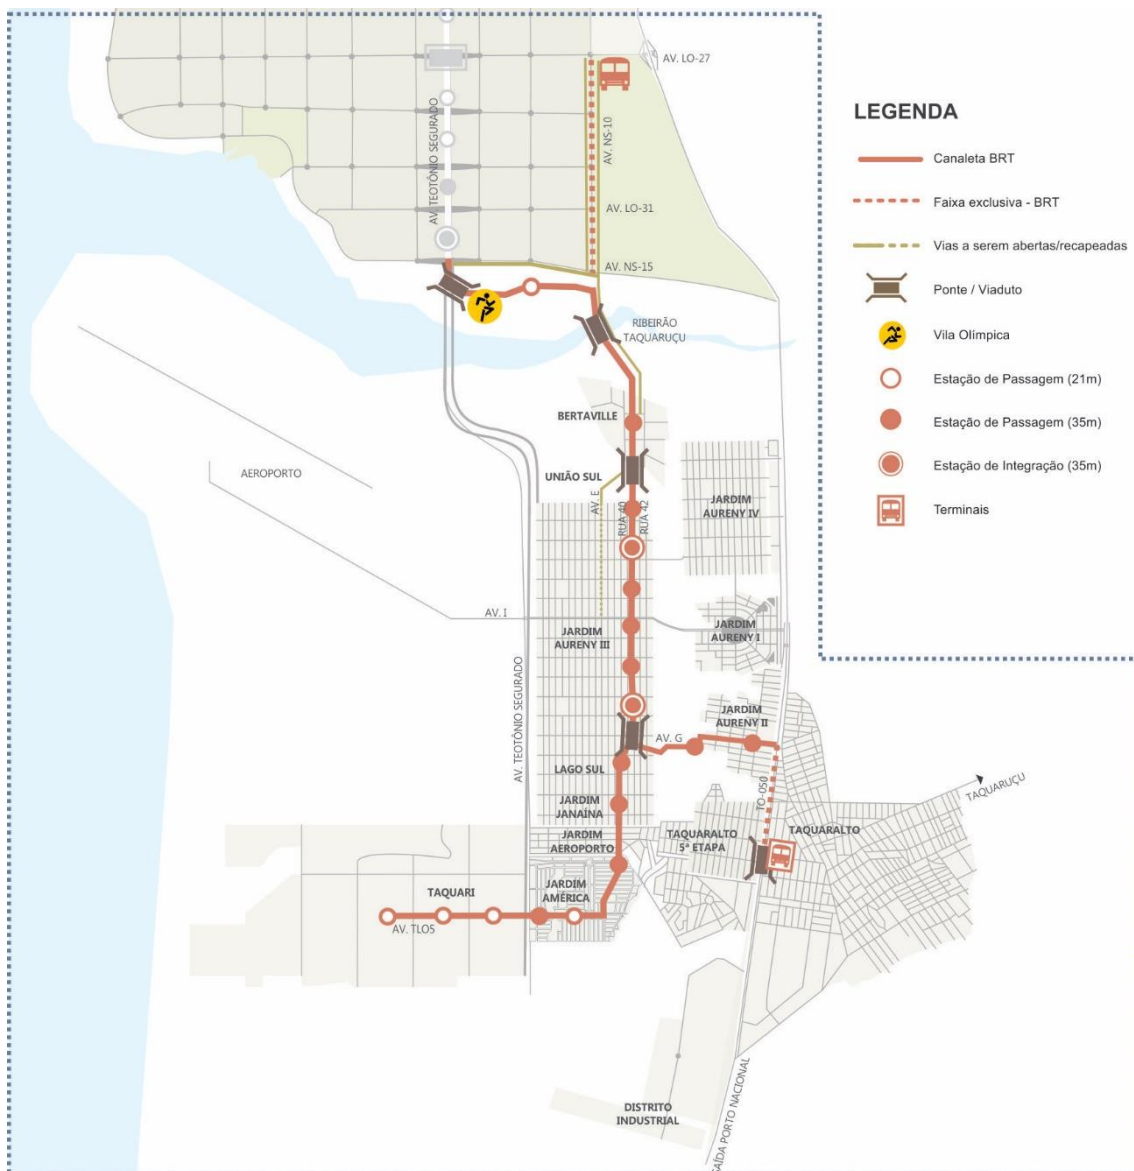 AV. LO-27
AV. TEOTÔNIO SEGURADO
AV. NS-10
AV. LO-31
AV. NS-15
RIBEIRÃO
TAQUARUÇU
BERTAVILLE
AEROPORTO
UNIÃO SUL
AV. E
RUA 40
RUA 42
JARDIM
AURENY IV
AV. I
JARDIM
AURENY III
JARDIM
AURENY I
AV. TEOTÔNIO SEGURADO
JARDIM
AURENY II
AV. G
LAGO SUL
TO-050
TAQUARUÇU
JARDIM
JANAÍNA
JARDIM
AEROPORTO
TAQUARALTO
5ª ETAPA
TAQUARALTO
TAQUARI
JARDIM
AMÉRICA
AV. TLO5
DISTRITO
INDUSTRIAL
SAÍDA PORTO NACIONAL
LEGENDA
Canaleta BRT
Faixa exclusiva - BRT
Vias a serem abertas/recapeadas
Ponte / Viaduto
Vila Olímpica
Estação de Passagem (21m)
Estação de Passagem (35m)
Estação de Integração (35m)
Terminais